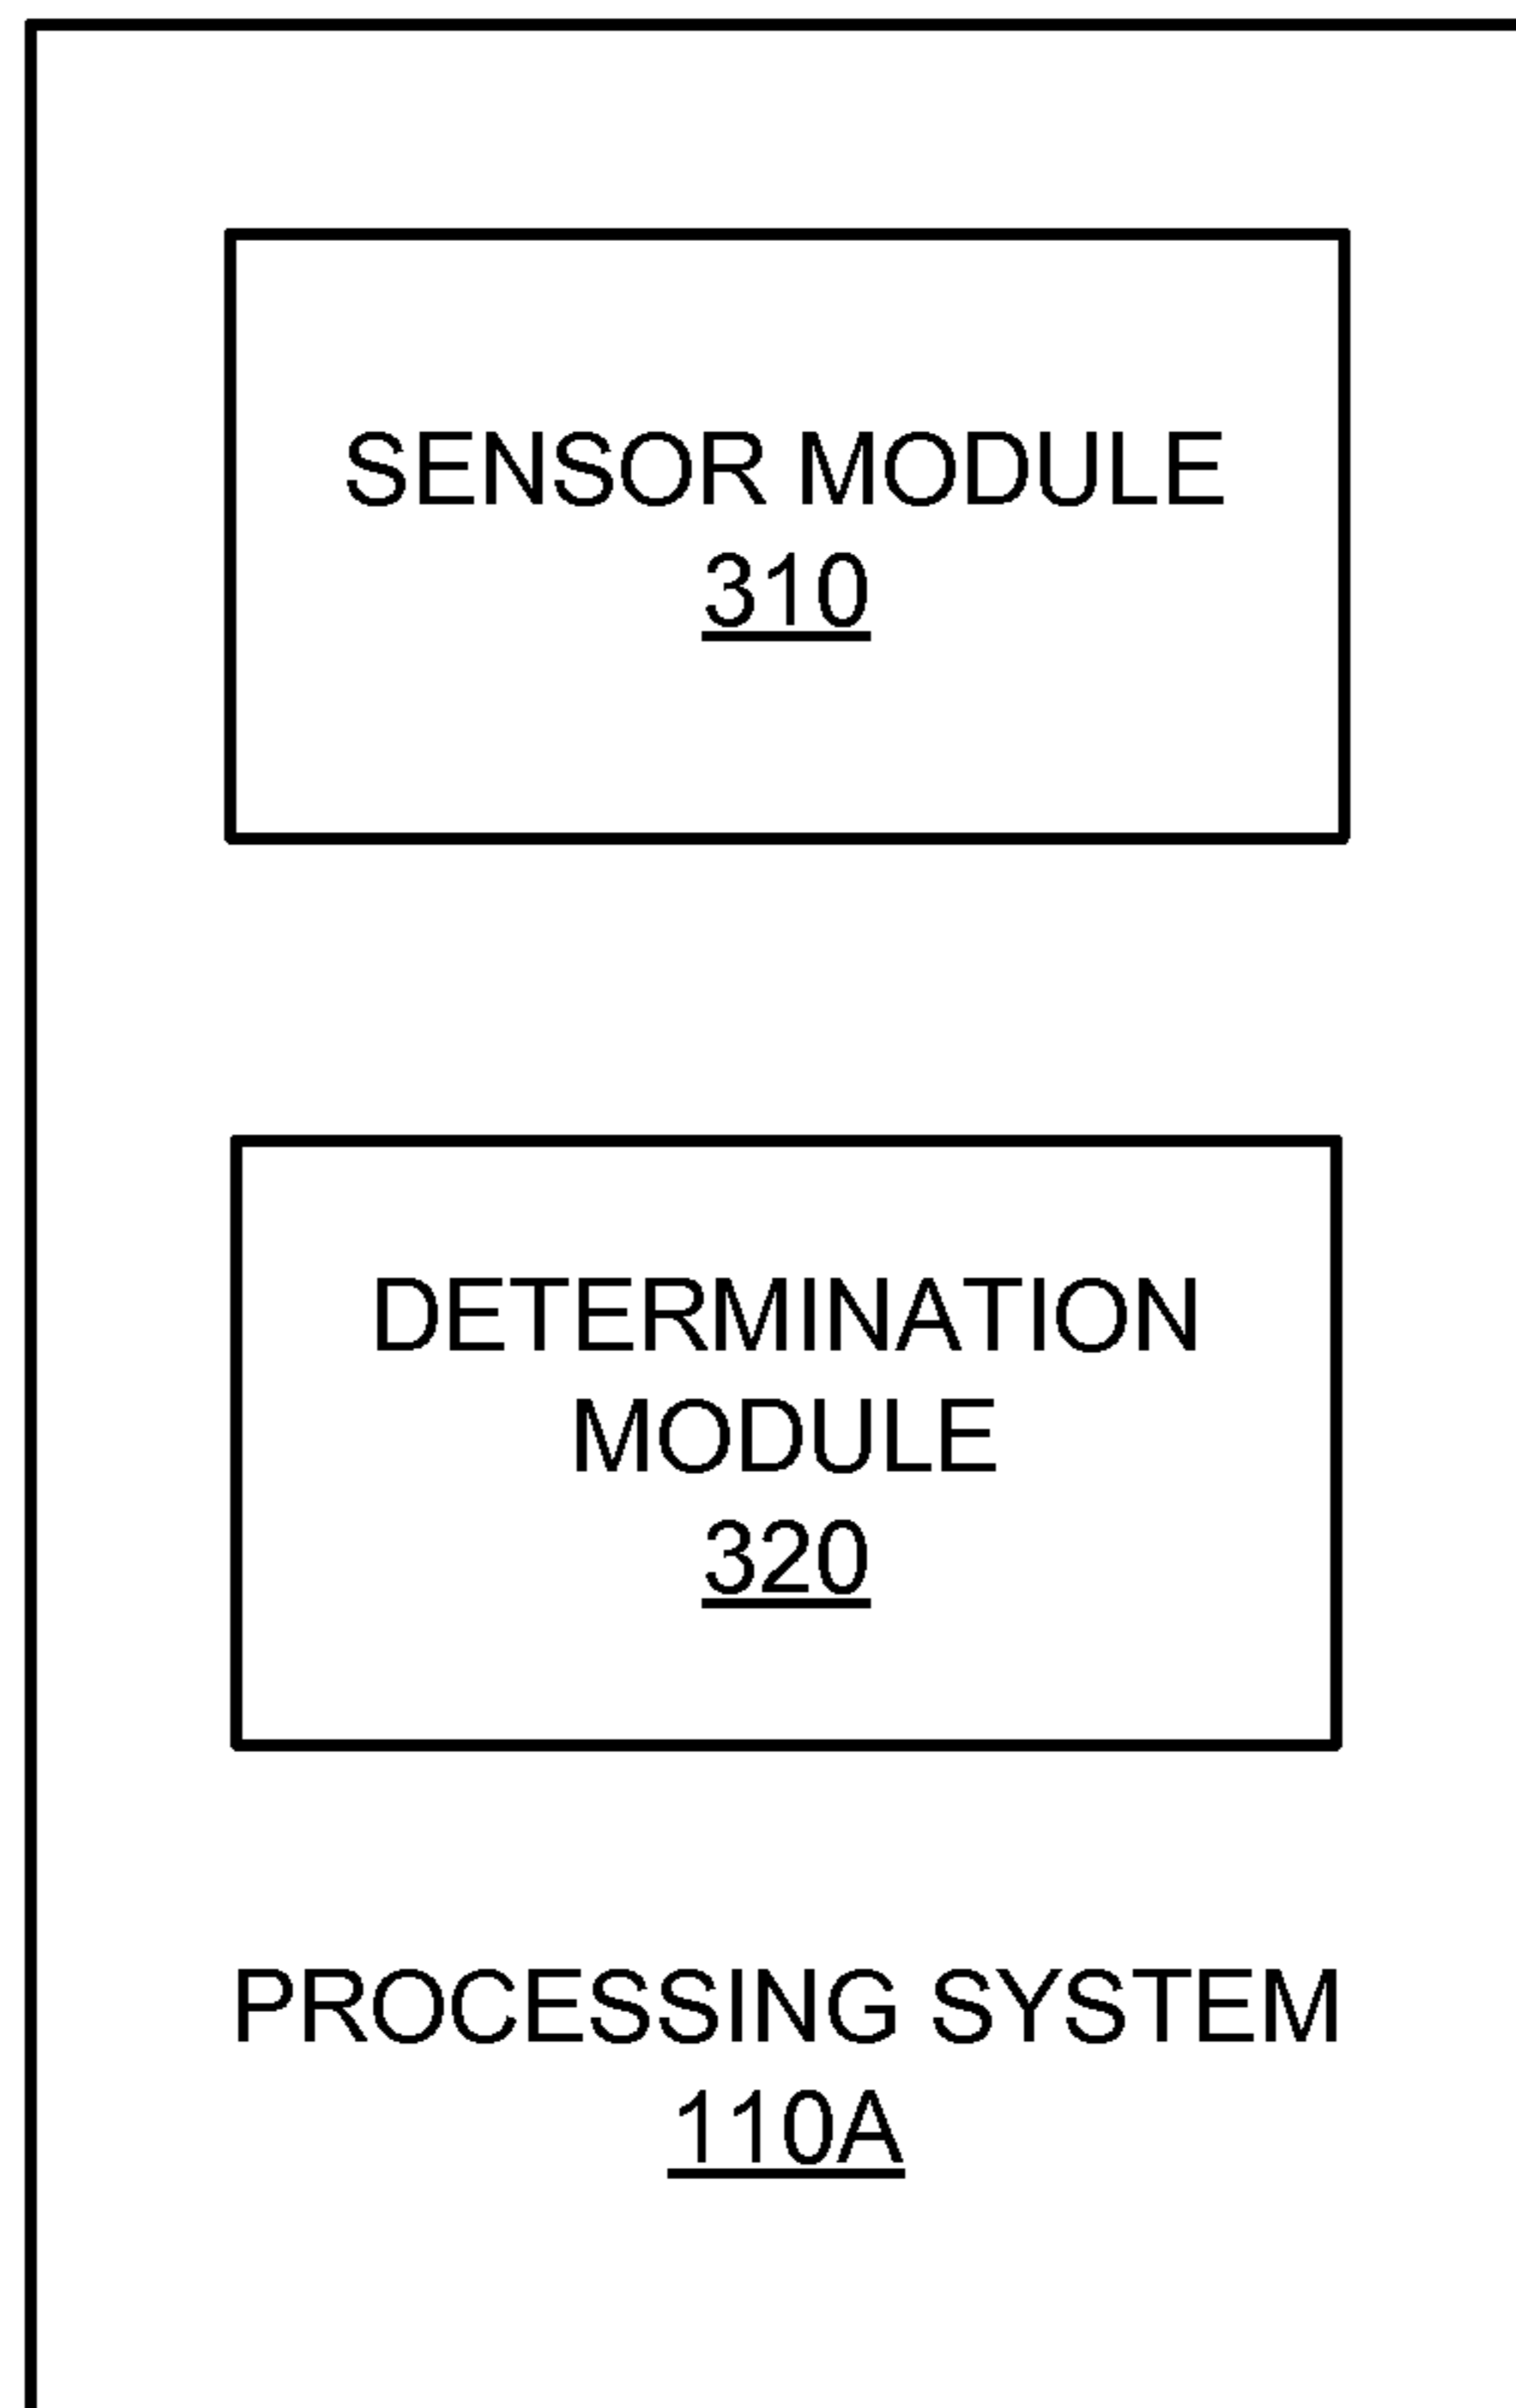 SENSOR MODULE
310
DETERMINATION
MODULE
320
PROCESSING SYSTEM
110A